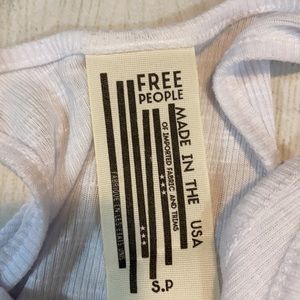 FREE
PEOPLE
MADE IN THE USA
OF IMPORTED FABRIC AND TRIMS
S.P